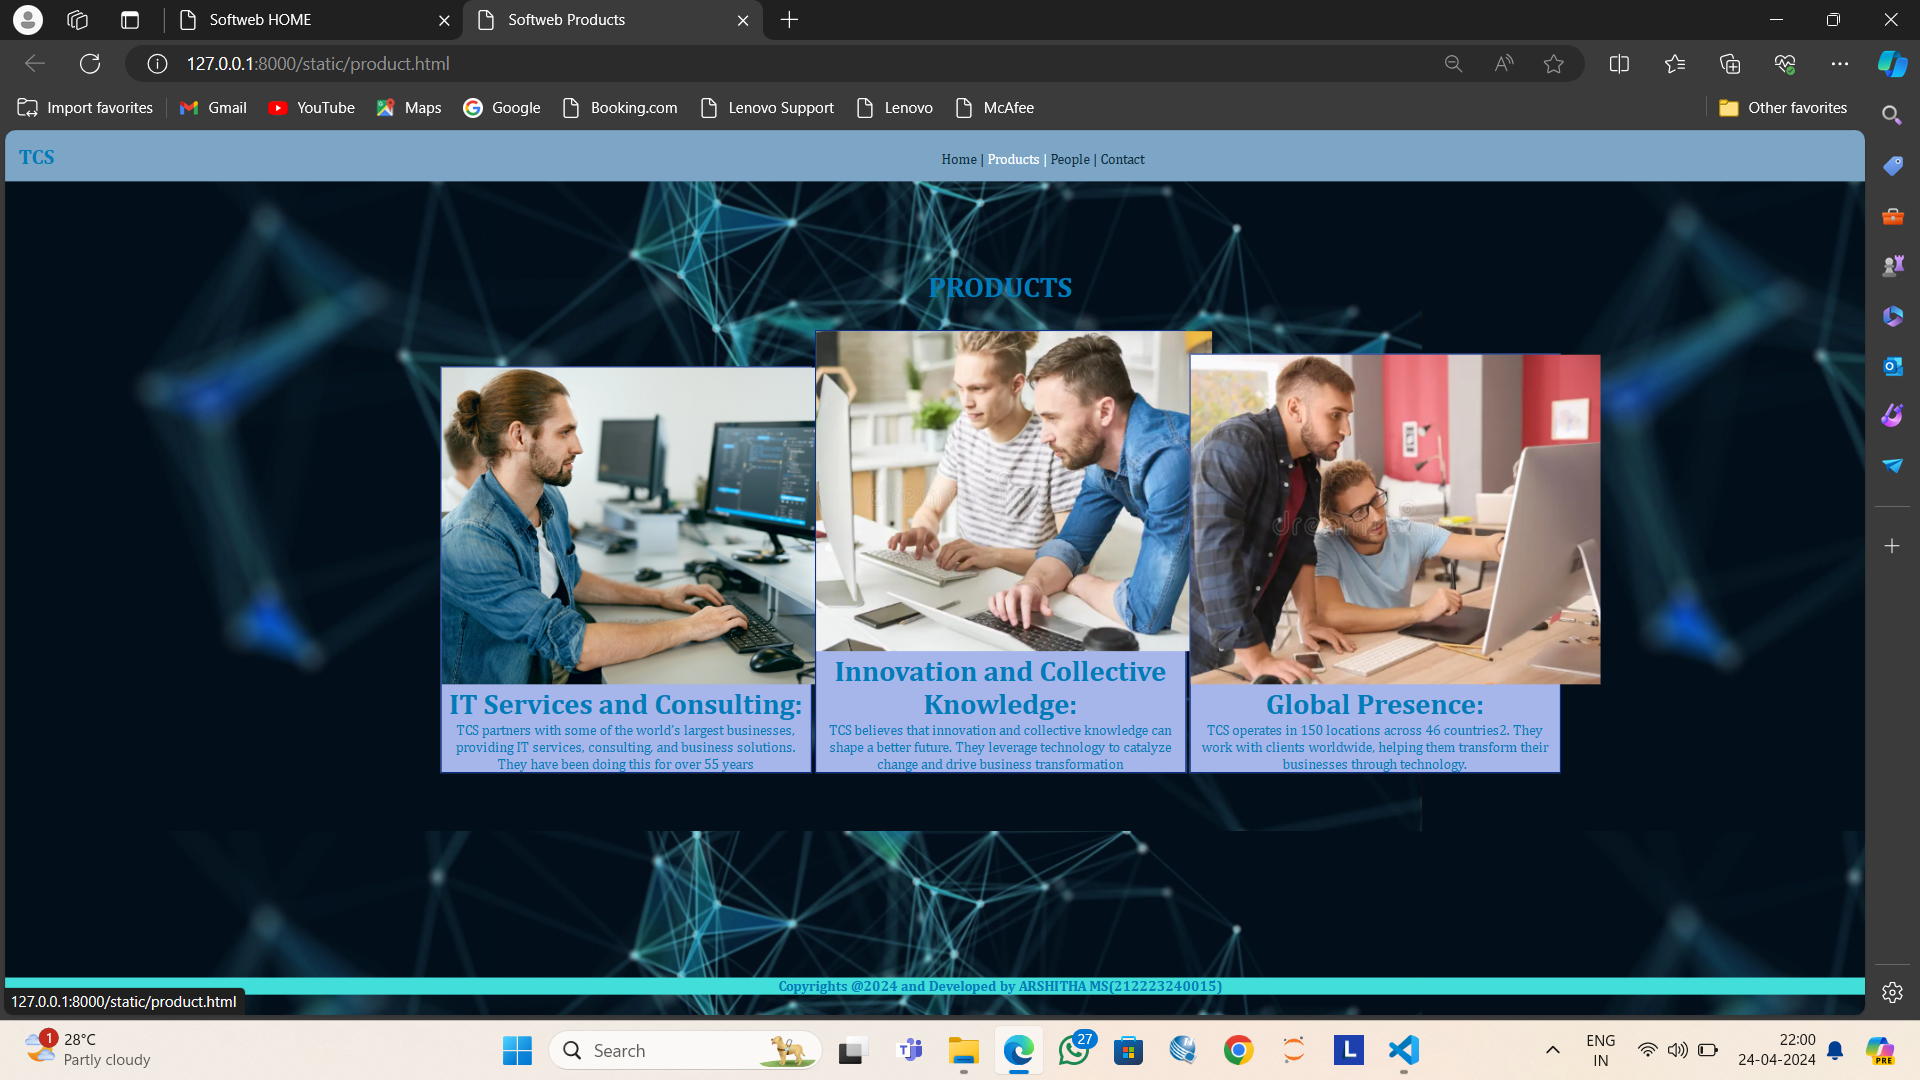 Softweb HOME
Softweb Products
127.0.0.1:8000/static/product.html
Import favorites
Gmail
YouTube
Maps
Google
Booking.com
Lenovo Support
Lenovo
McAfee
Other favorites
TCS
Home | Products | People | Contact
PRODUCTS
IT Services and Consulting:
TCS partners with some of the world's largest businesses,
providing IT services, consulting, and business solutions.
They have been doing this for over 55 years
Innovation and Collective
Knowledge:
TCS believes that innovation and collective knowledge can
shape a better future. They leverage technology to catalyze
change and drive business transformation
Global Presence:
TCS operates in 150 locations across 46 countries2. They
work with clients worldwide, helping them transform their
businesses through technology.
Copyrights @2024 and Developed by ARSHITHA MS(212223240015)
127.0.0.1:8000/static/product.html
1
28°C
Partly cloudy
Search
27
L
ENG
IN
22:00
24-04-2024
PRE